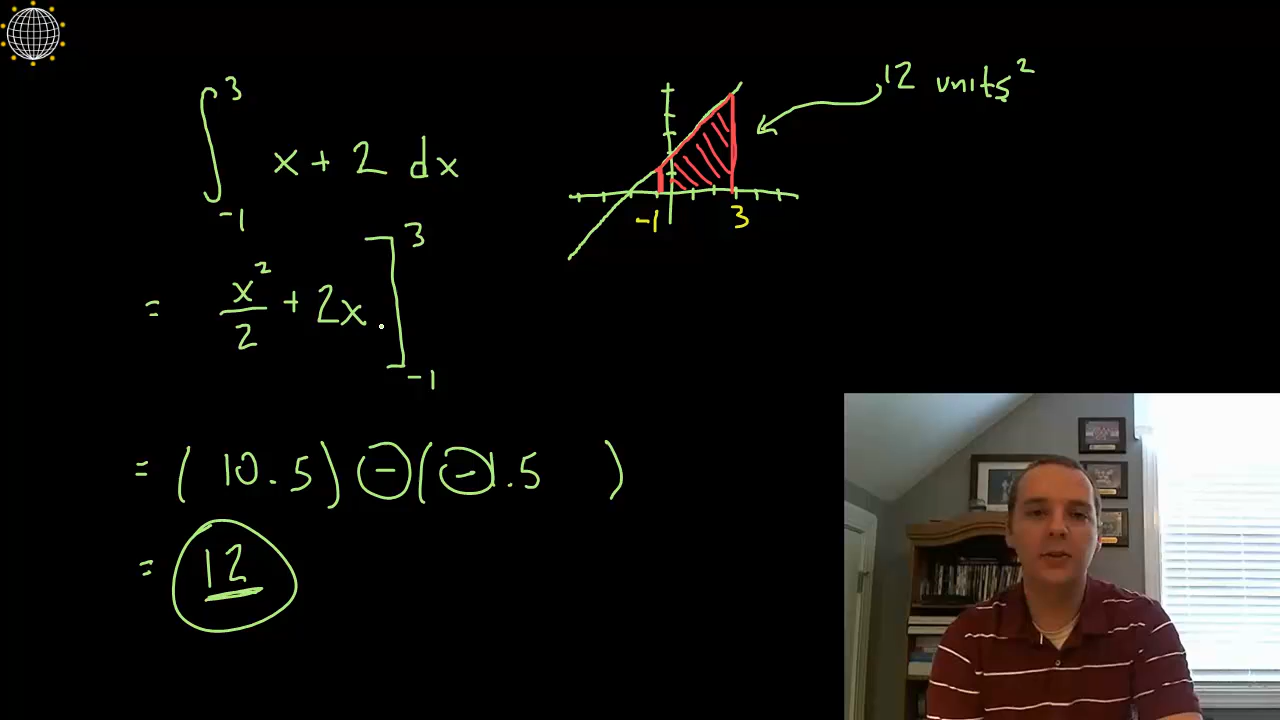 ∫ 3 -1 x + 2 dx
= x²/2 + 2x ] 3 -1
= ( 10.5 ) - ( -1.5 )
= 12
12 units²
-1 3